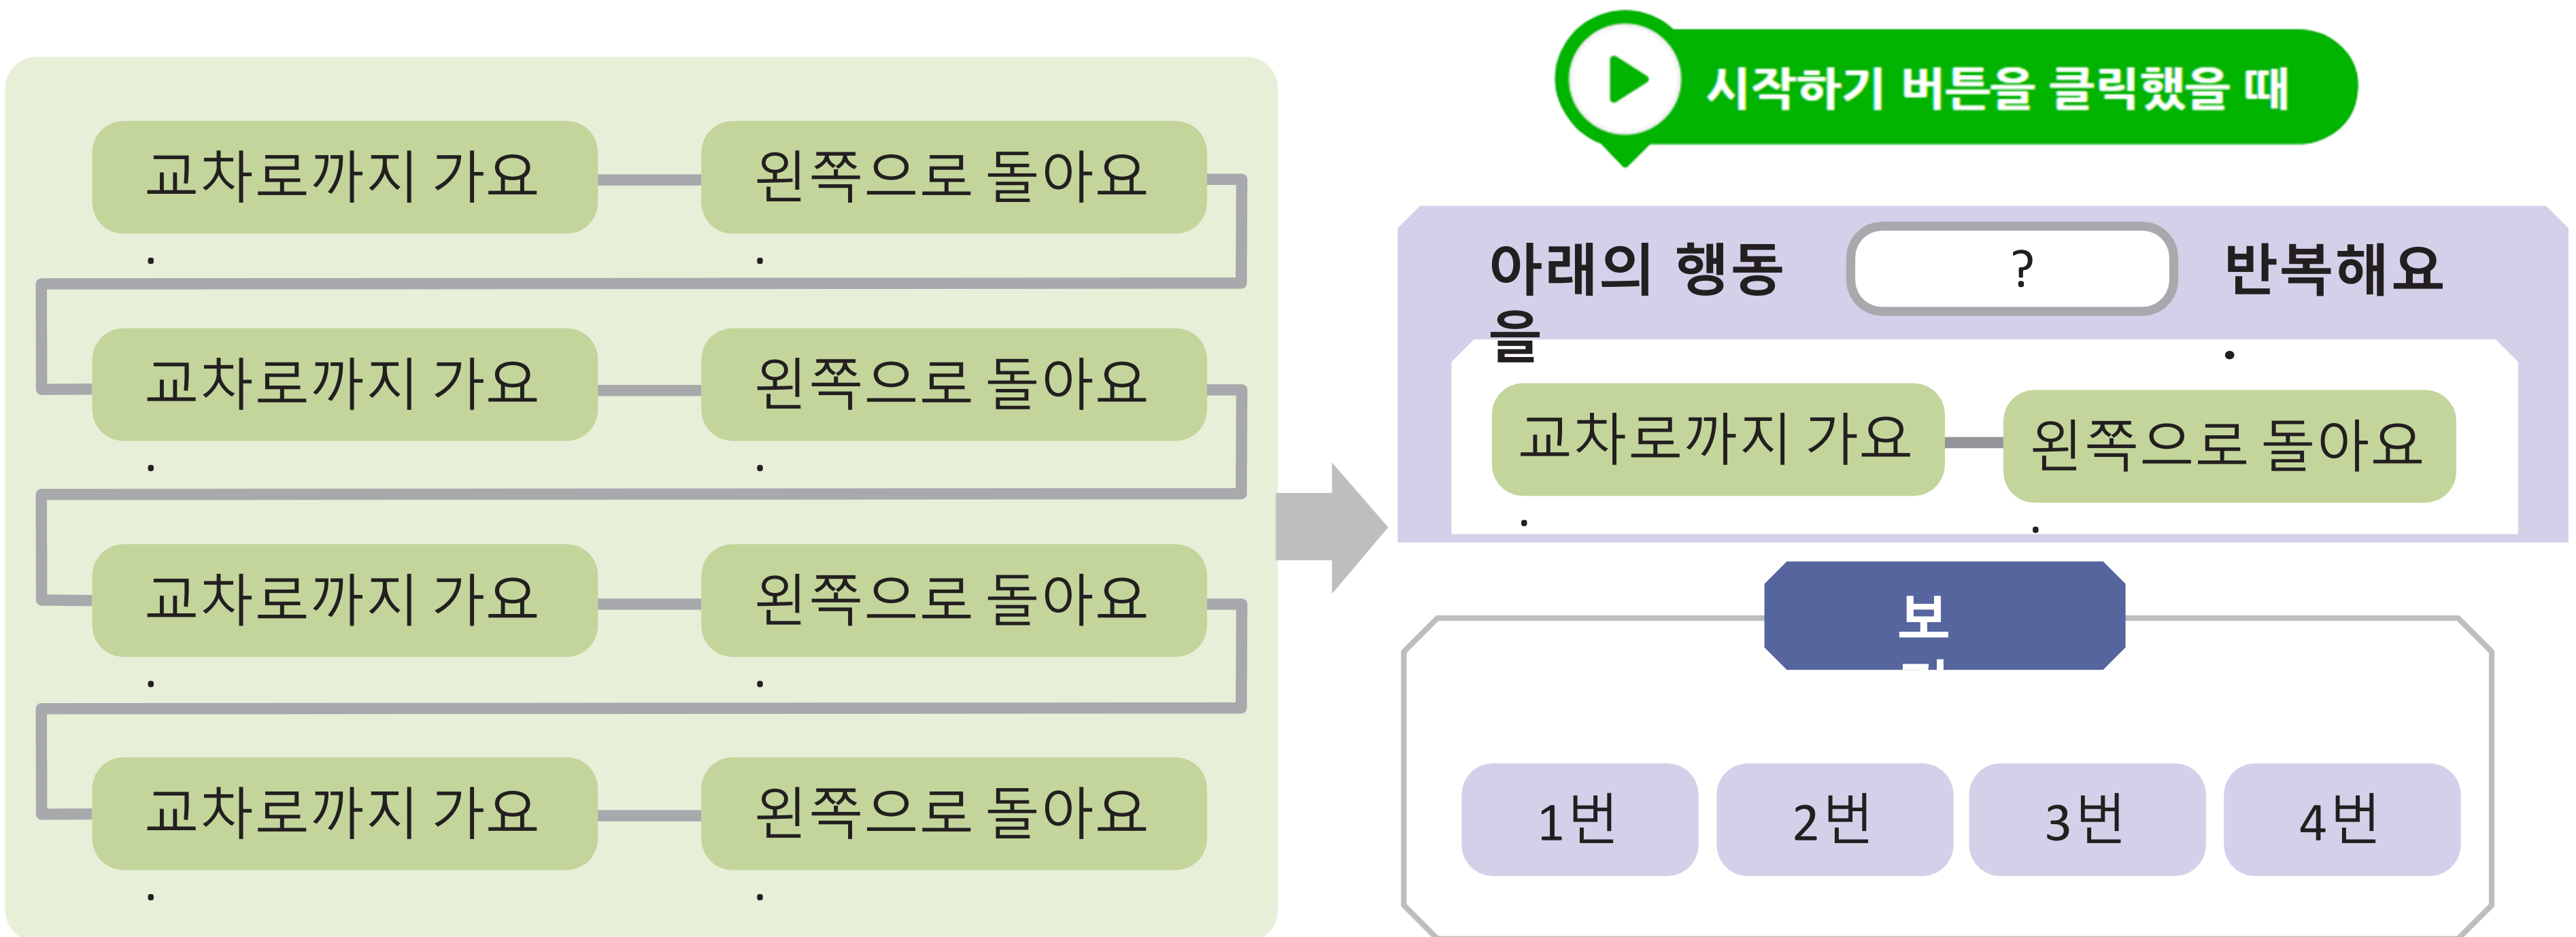 교차로까지 가요
.
왼쪽으로 돌아요
.
교차로까지 가요
.
왼쪽으로 돌아요
.
교차로까지 가요
.
왼쪽으로 돌아요
.
교차로까지 가요
.
왼쪽으로 돌아요
.
시작하기 버튼을 클릭했을 때
아래의 행동
을
?
반복해요
.
교차로까지 가요
.
왼쪽으로 돌아요
.
보
1번
2번
3번
4번